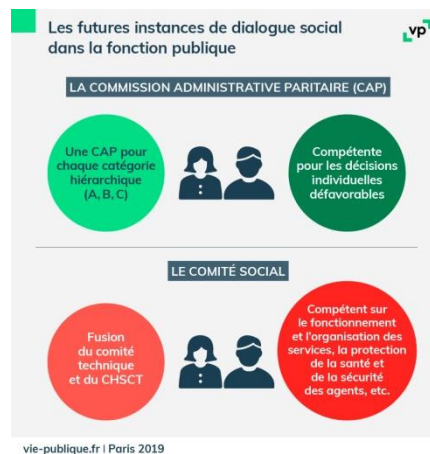 Les futures instances de dialogue social
dans la fonction publique
vp
LA COMMISSION ADMINISTRATIVE PARITAIRE (CAP)
Une CAP pour
chaque catégorie
hiérarchique
(A, B, C)
Compétente
pour les décisions
individuelles
défavorables
LE COMITÉ SOCIAL
Fusion
du comité
technique
et du CHSCT
Compétent sur
le fonctionnement
et l'organisation des
services, la protection
de la santé et
de la sécurité
des agents, etc.
vie-publique.fr | Paris 2019